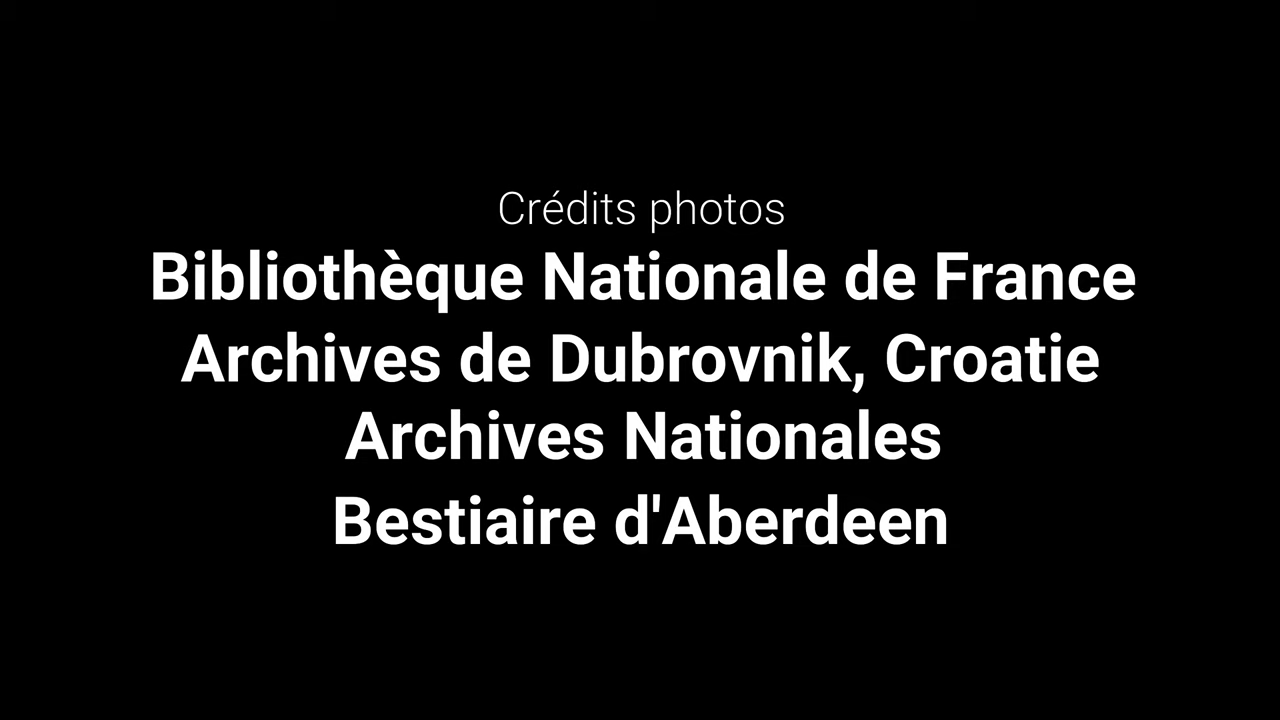 Crédits photos
Bibliothèque Nationale de France
Archives de Dubrovnik, Croatie
Archives Nationales
Bestiaire d'Aberdeen